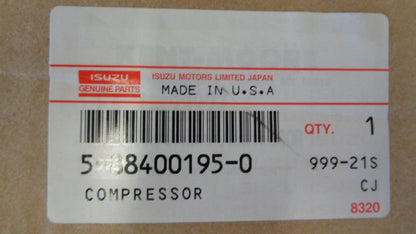 ISUZU
GENUINE PARTS
ISUZU MOTORS LIMITED JAPAN
MADE IN U.S.A
QTY. 1
999-21S
COMPRESSOR
CJ
8320